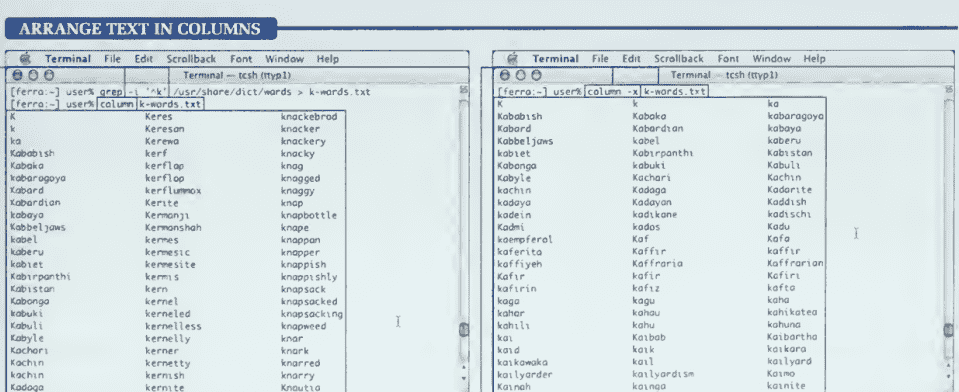 ARRANGE TEXT IN COLUMNS
Terminal File Edit Scrollback Font Window Help
Terminal — tcsh (ttyp1)
[ferro:~] user% grep -i '^k' /usr/share/dict/words > k-words.txt
[ferro:~] user% column k-words.txt
K Keres knackebrod
k Keresan knacker
ka Kerewa knackery
Kababish kerf knacky
Kabaka kerflap knag
kabaragoya kerflop knagged
Kabard kerflummox knaggy
Kabardian Kerite knap
kabaya Kermanji knapbottle
Kabbeljaws Kermanshah knape
kabel kermes knappan
kaberu kermesic knapper
kabiet kermesite knappish
Kabirpanthi kermis knappishly
Kabistan kern knapsack
Kabonga kernel knapsacked
kabuki kerneled knapsacking
Kabuli kernelless knapweed
Kabyle kernelly knar
Kachari kerner knark
Kachin kernetty knarred
kachin kernish knarry
Kadaga kernite Knautia
Terminal File Edit Scrollback Font Window Help
Terminal — tcsh (ttyp1)
[ferro:~] user% column -x k-words.txt
K k ka
Kababish Kabaka kabaragoya
Kabard Kabardian kabaya
Kabbeljaws kabel kaberu
kabiet Kabirpanthi Kabistan
Kabonga kabuki Kabuli
Kabyle Kachari Kachin
kachin Kadaga Kadarite
kadaya Kadayan Kaddish
kadein kadikane kadischi
Kadmi kados Kadu
kaempferol Kaf Kafa
kaferita Kaffir kaffir
kaffiyeh Kaffraria Kaffrarian
Kafir kafir Kafiri
kafirin kafiz kafta
kaga kagu kaha
kahar kahau kahikatea
kahili kahu kahuna
kai Kaibab Kaibartha
kaid kaik kaikara
kaikawaka kail kailyard
kailyarder kailyardism Kaimo
Kainah kainga kainite